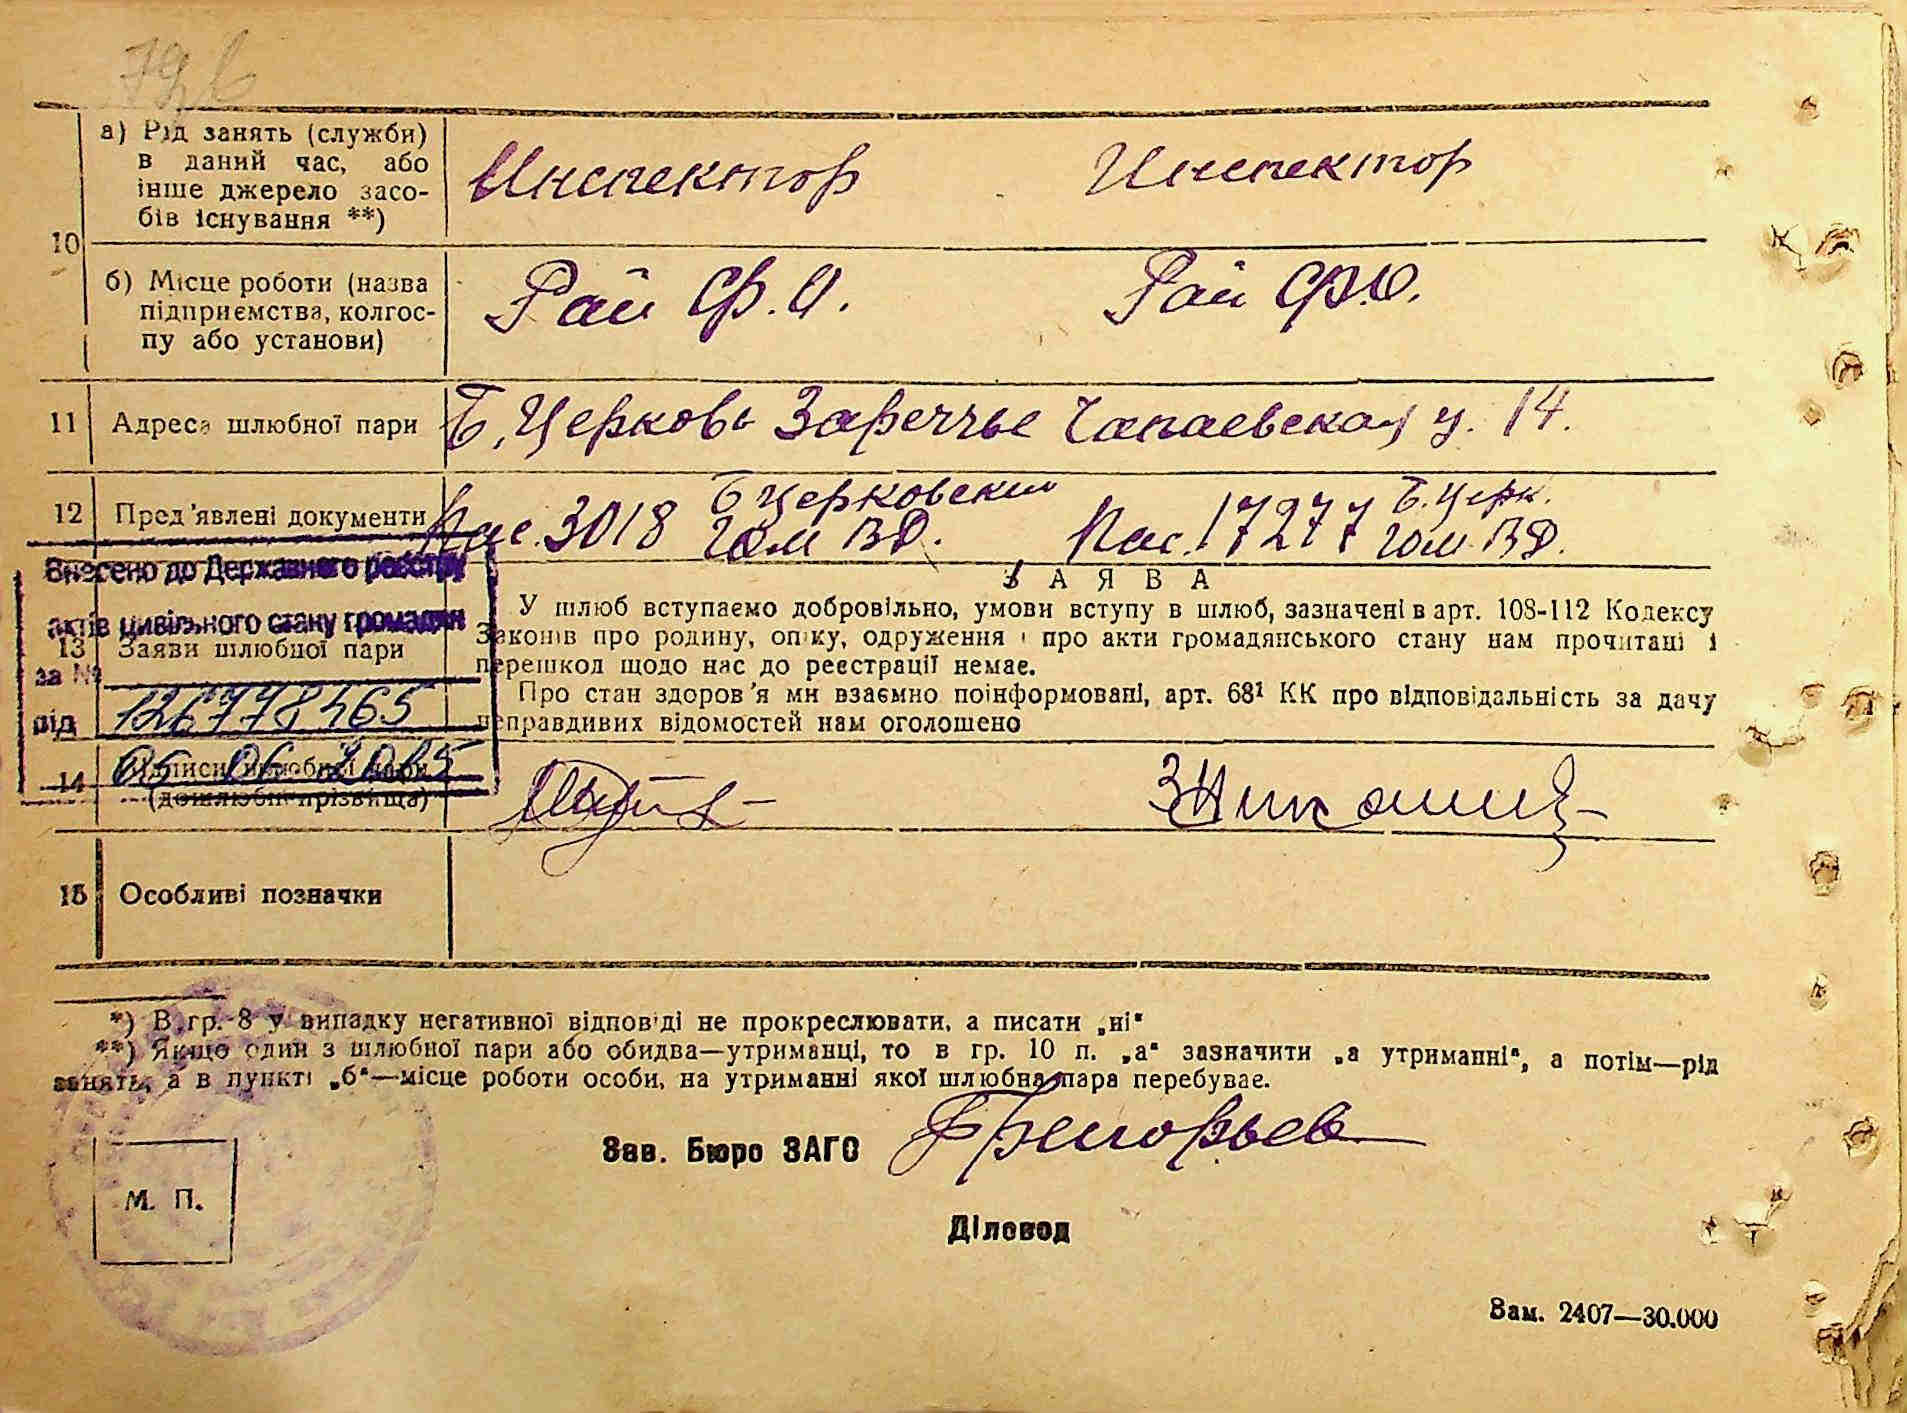 а) Рід занять (служби) в даний час, або інше джерело засобів існування **)
Инспектор Инспектор
10
б) Місце роботи (назва підприємства, колгоспу або установи)
Рай Ф.О. Рай Ф.О.
11 Адреса шлюбної пари Б. Церковь Заречье Чапаевская у. 14.
12 Пред'явлені документи Пас. 3018 Б Церковским Гом ВД. Пас. 17277 Б. Церк. Гом ВД.
Внесено до Державного реєстру
актів цивільного стану громадян
за №
126778465
від 05 06 2015
ЗАЯВА
13 Заяви шлюбної пари
У шлюб вступаємо добровільно, умови вступу в шлюб, зазначені в арт. 108-112 Кодексу
Законів про родину, опіку, одруження і про акти громадянського стану нам прочитані і
перешкод щодо нас до реєстрації немає.
Про стан здоров'я ми взаємно поінформовані, арт. 68¹ КК про відповідальність за дачу
неправдивих відомостей нам оголошено
14 Підписи шлюбної пари
(дошлюбні прізвища)
15 Особливі позначки
*) В гр. 8 у випадку негативної відповіді не прокреслювати, а писати „ні“
**) Якщо один з шлюбної пари або обидва—утриманці, то в гр. 10 п. „а“ зазначити „а утриманні“, а потім—рід
занять, а в пункті „б“—місце роботи особи, на утриманні якої шлюбна пара перебуває.
Зав. Бюро ЗАГС Григорьев
М. П.
Діловод
Зам. 2407—30.000